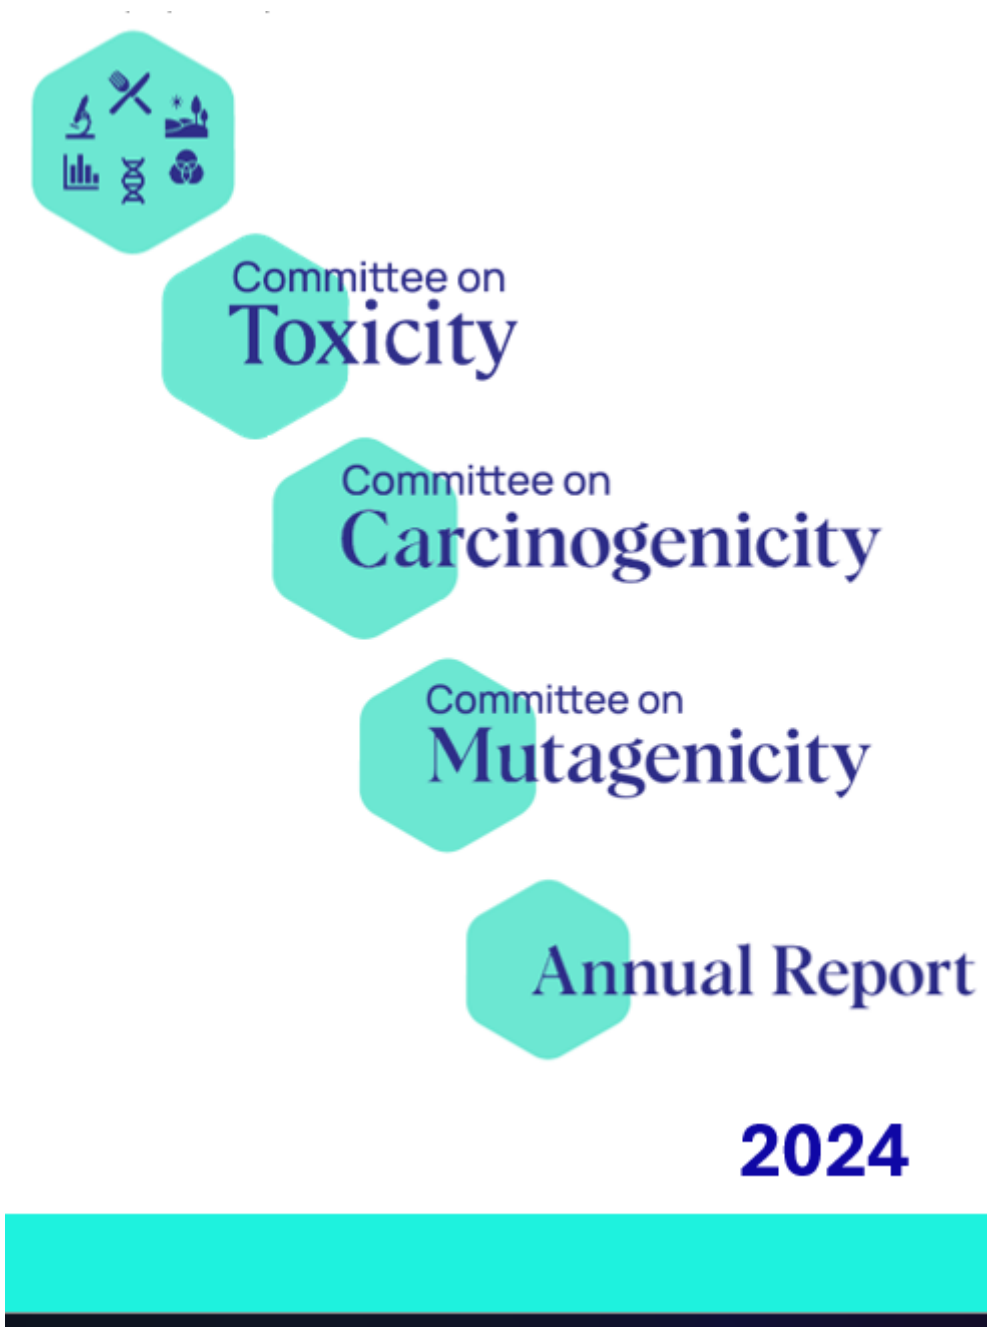 Committee on
Toxicity
Committee on
Carcinogenicity
Committee on
Mutagenicity
Annual Report
2024